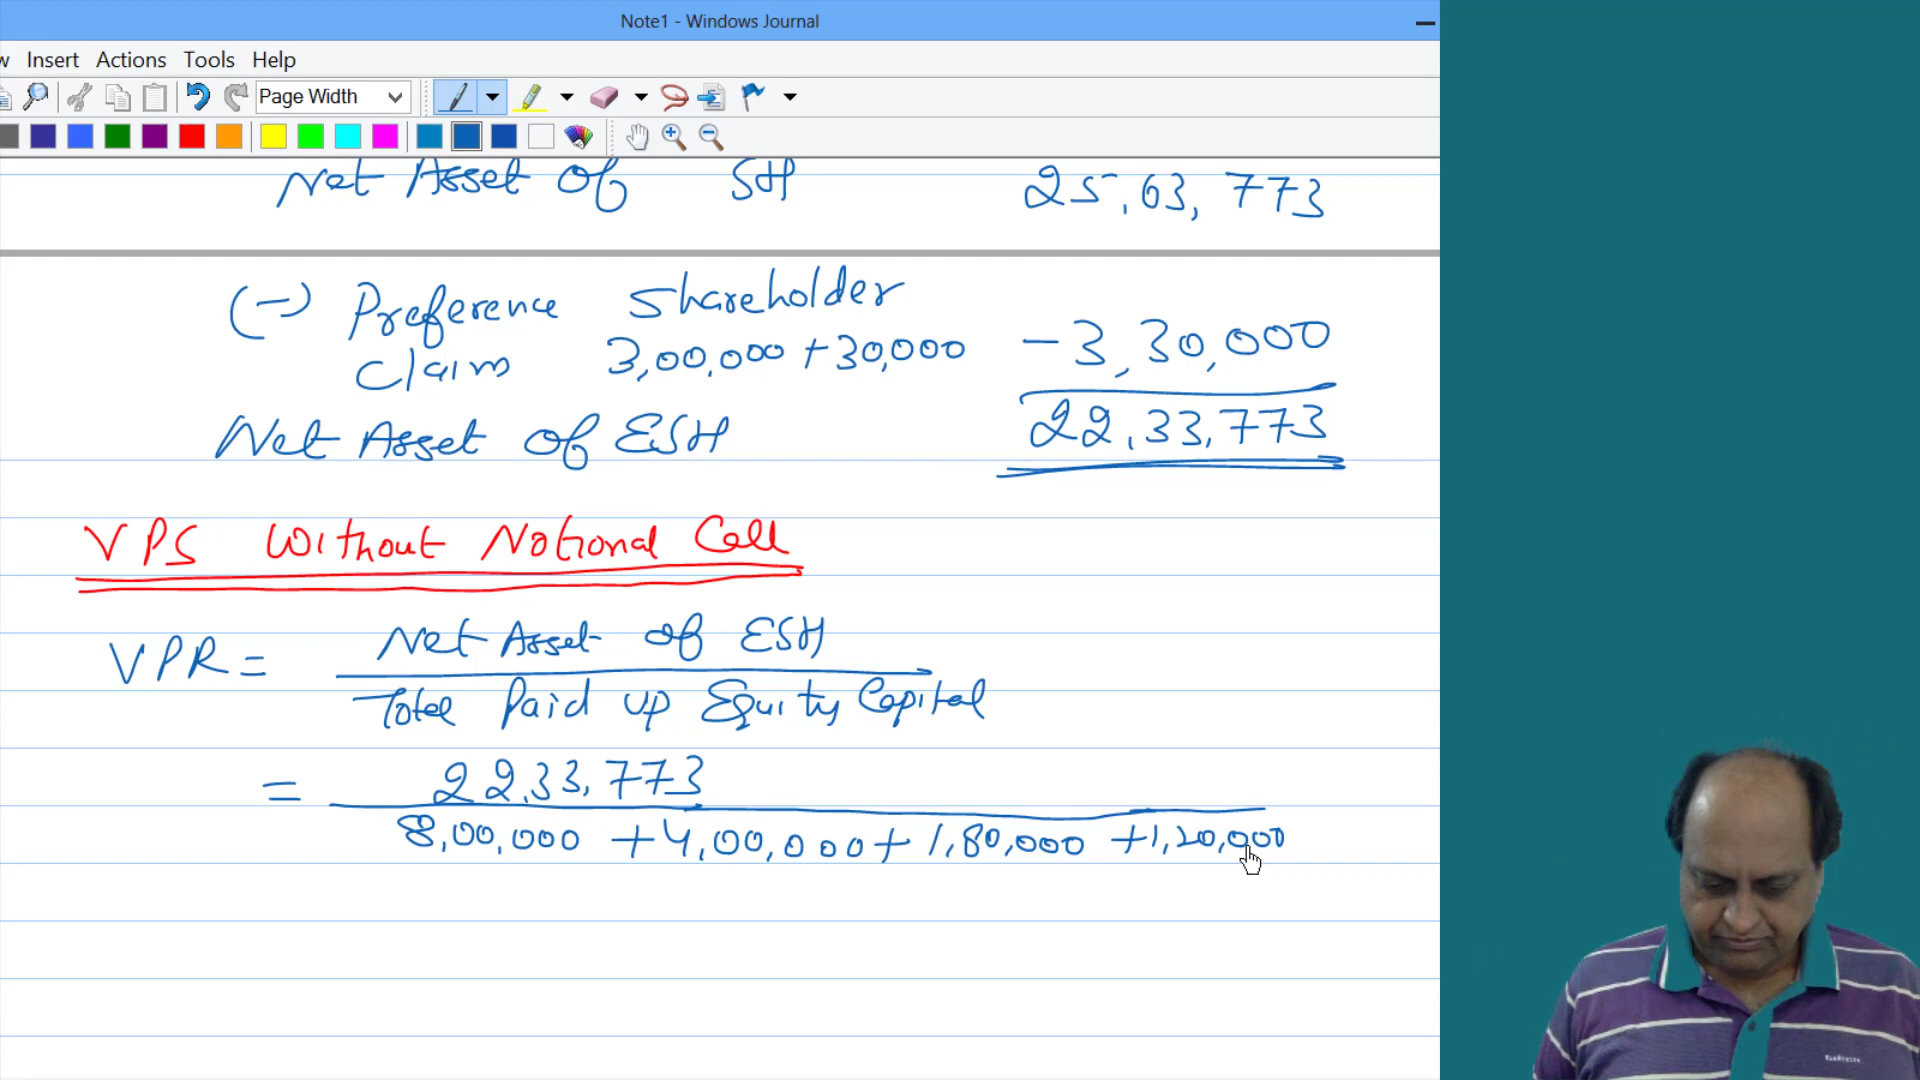 Note1 - Windows Journal
w Insert Actions Tools Help
Page Width
Net Asset of SH 25,63,773
(-) Preference Shareholder
Claim 3,00,000 + 30,000 - 3,30,000
Net Asset of ESH 22,33,773
VPS Without Notional Call
VPR = Net Asset of ESH
Total Paid up Equity Capital
= 22,33,773
8,00,000 + 4,00,000 + 1,80,000 + 1,20,000